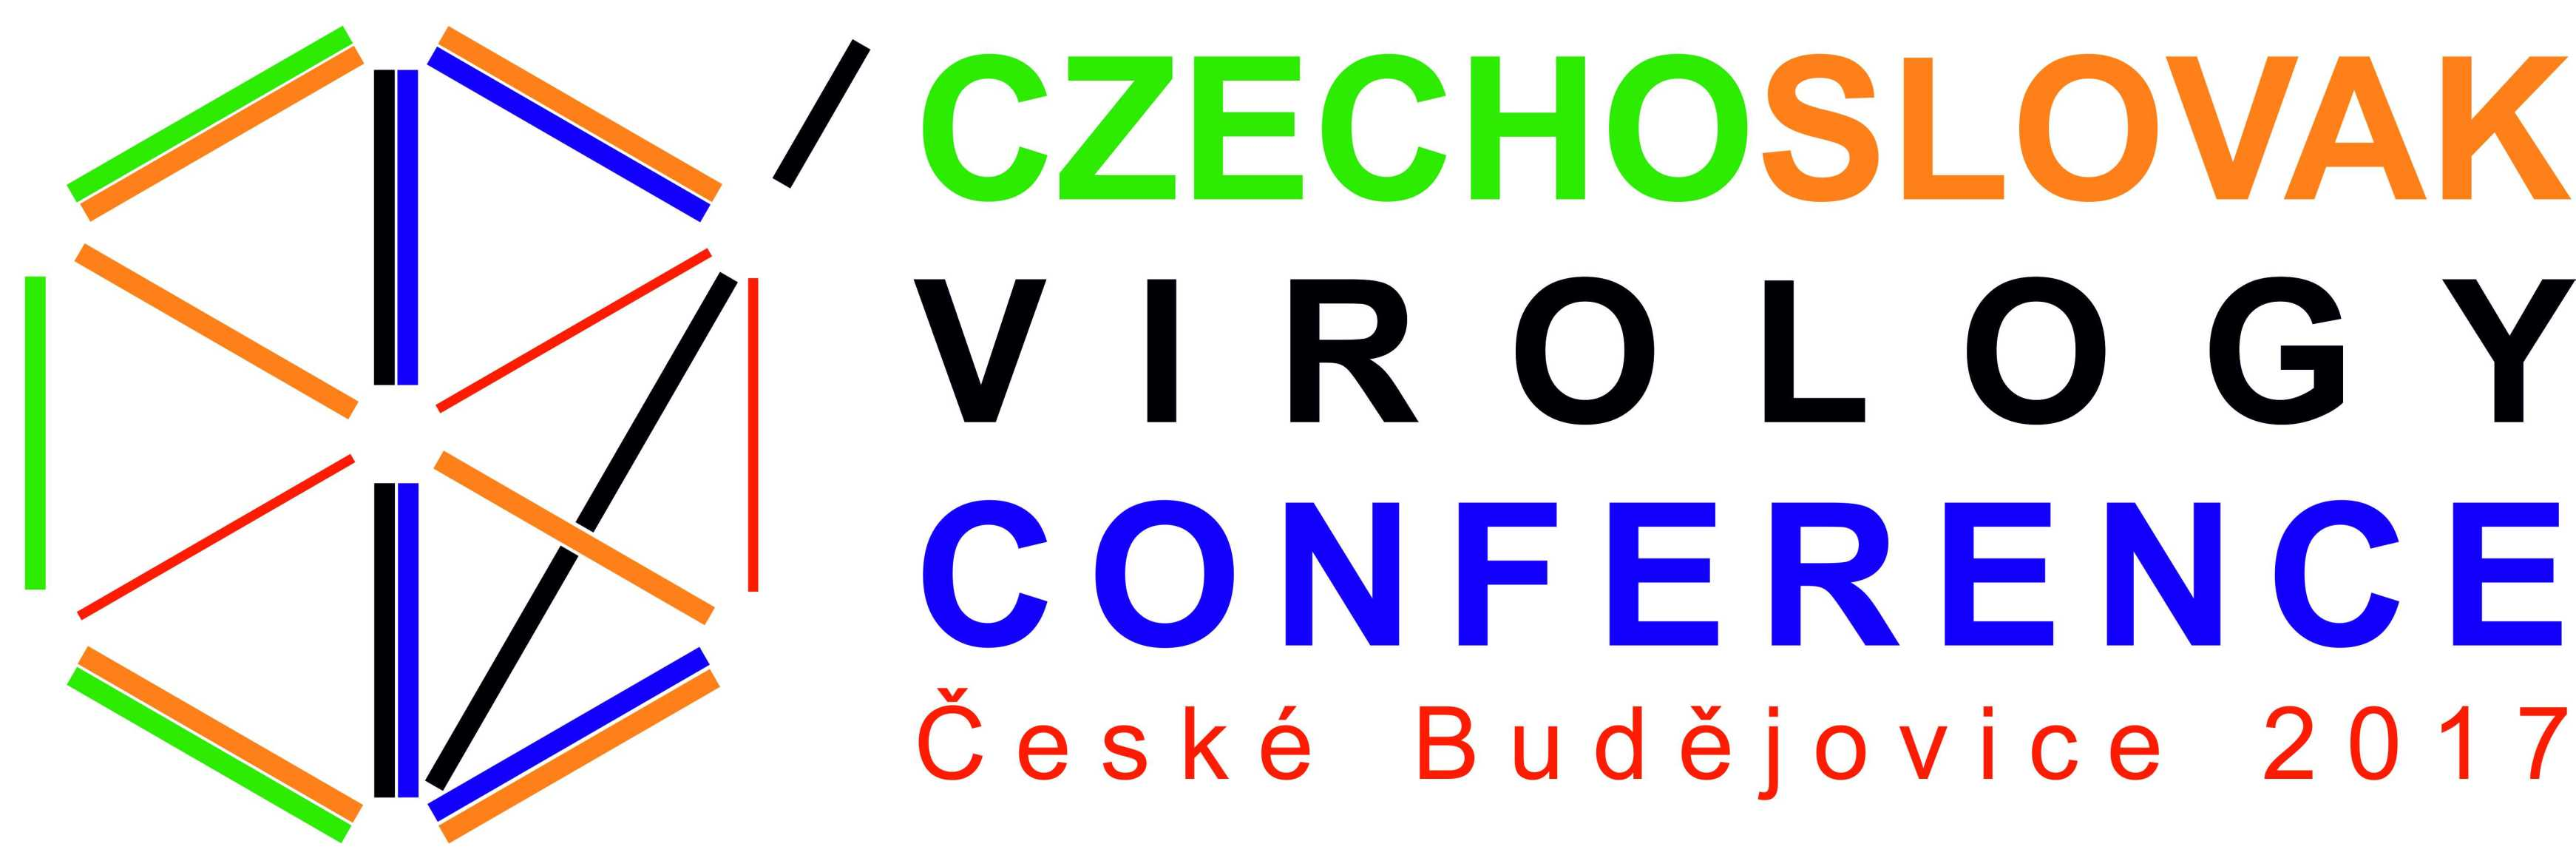 CZECHOSLOVAK
VIROLOGY
CONFERENCE
České Budějovice 2017